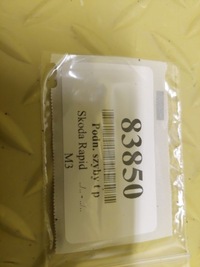 83850
Podn. szyby t p
Skoda Rapid
M3